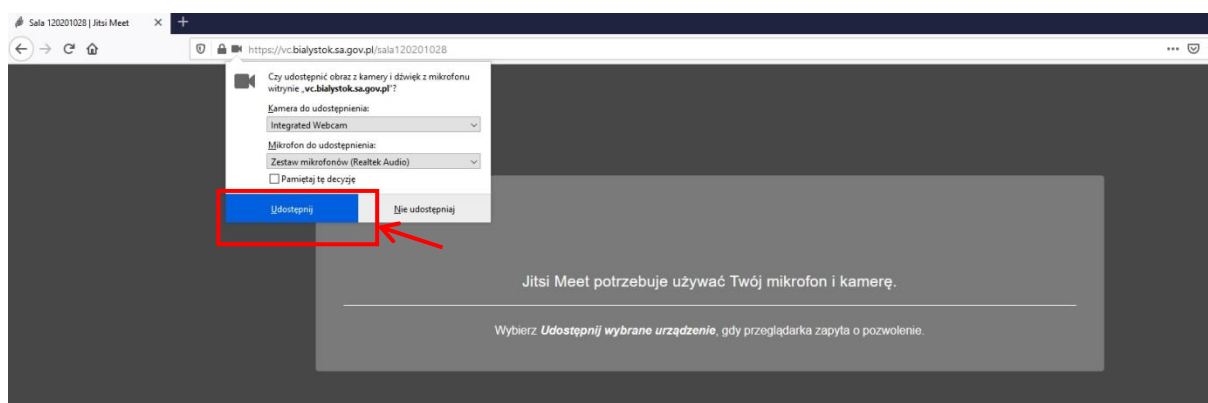 Sala 120201028 | Jitsi Meet
https://vc.bialystok.sa.gov.pl/sala120201028
Czy udostępnić obraz z kamery i dźwięk z mikrofonu
witrynie „vc.bialystok.sa.gov.pl”?
Kamera do udostępnienia:
Integrated Webcam
Mikrofon do udostępnienia:
Zestaw mikrofonów (Realtek Audio)
Pamiętaj tę decyzję
Udostępnij
Nie udostępniaj
Jitsi Meet potrzebuje używać Twój mikrofon i kamerę.
Wybierz Udostępnij wybrane urządzenie, gdy przeglądarka zapyta o pozwolenie.